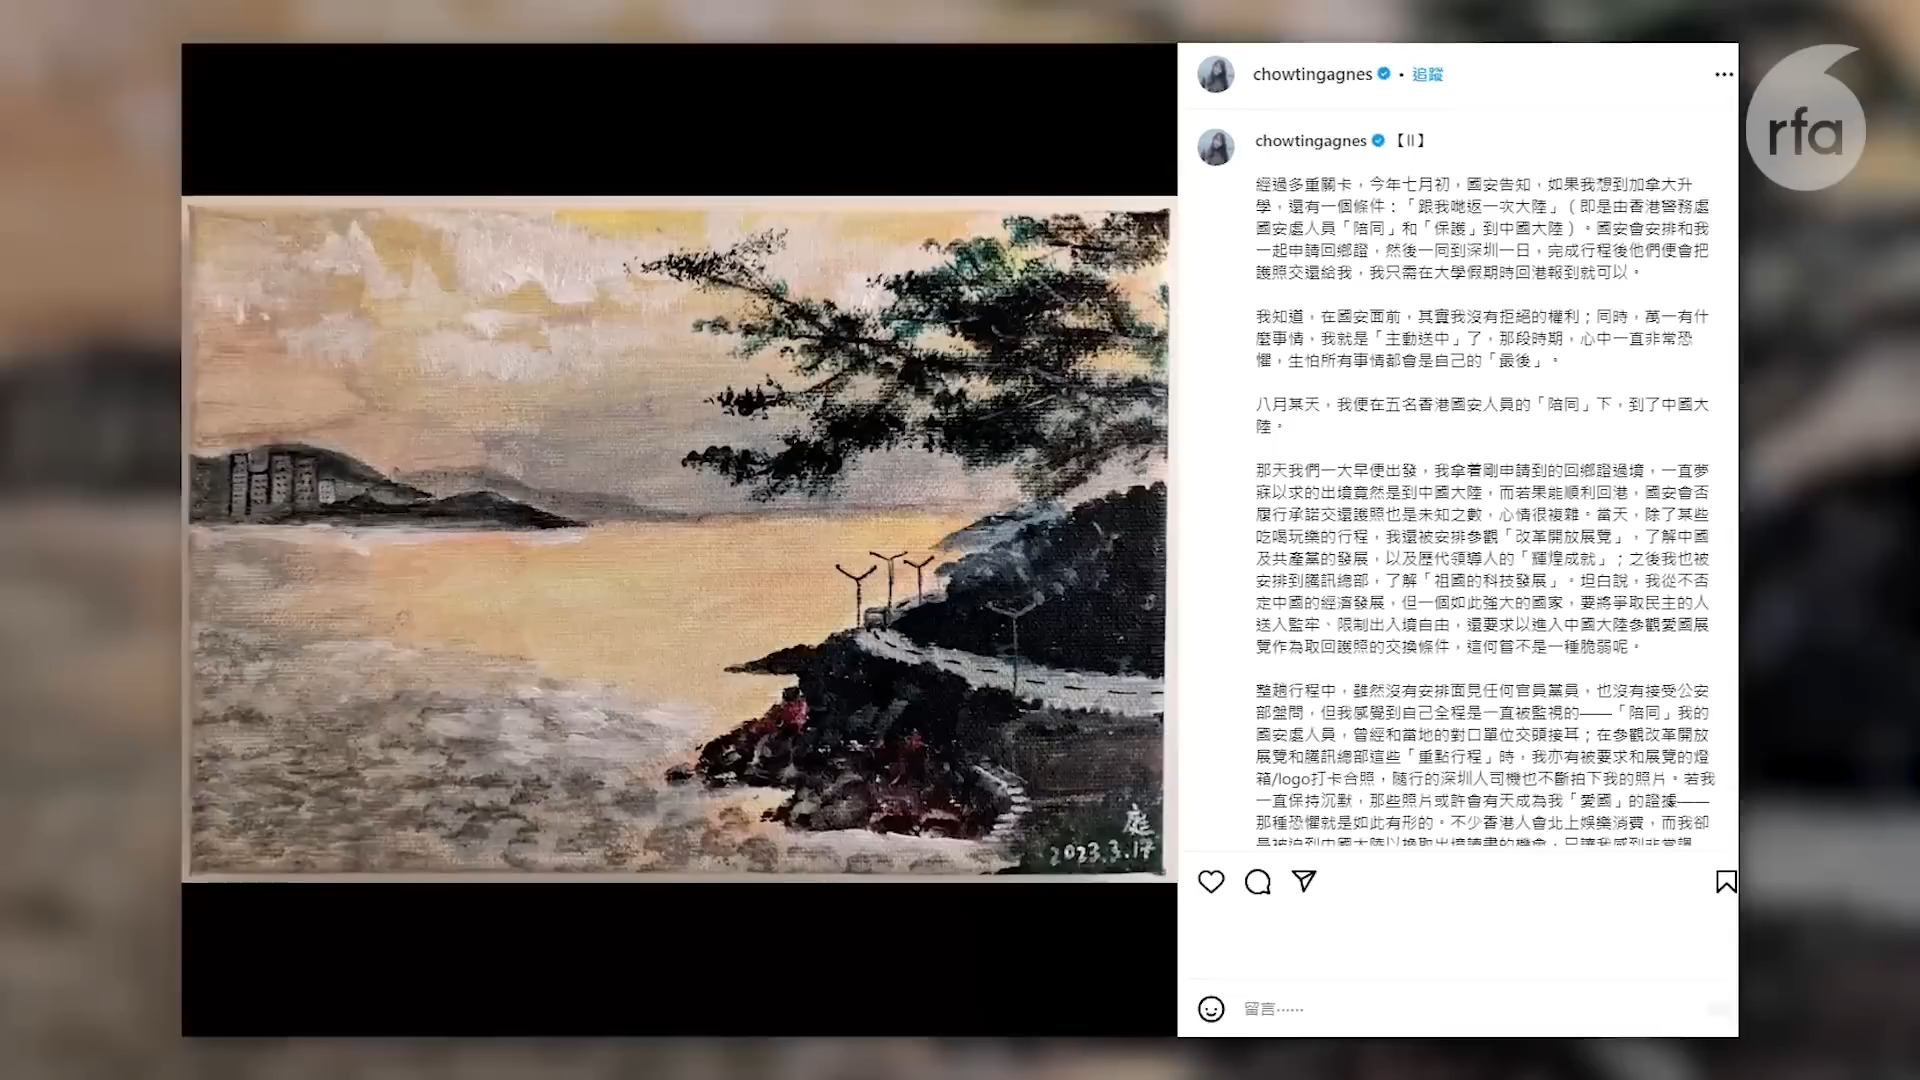 chowtingagnes • 追蹤
rfa
chowtingagnes 【II】
經過多重關卡，今年七月初，國安告知，如果我想到加拿大升
學，還有一個條件：「跟我哋返一次大陸」（即是由香港警務處
國安處人員「陪同」和「保護」到中國大陸）。國安會安排和我
一起申請回鄉證，然後一同到深圳一日，完成行程後他們便會把
護照交還給我，我只需在大學假期時回港報到就可以。
我知道，在國安面前，其實我沒有拒絕的權利；同時，萬一有什
麼事情，我就是「主動送中」了，那段時期，心中一直非常恐
懼，生怕所有事情都會是自己的「最後」。
八月某天，我便在五名香港國安人員的「陪同」下，到了中國大
陸。
那天我們一大早便出發，我拿着剛申請到的回鄉證過境，一直夢
寐以求的出境竟然是到中國大陸，而若果能順利回港，國安會否
履行承諾交還護照也是未知之數，心情很複雜。當天，除了某些
吃喝玩樂的行程，我還被安排參觀「改革開放展覽」，了解中國
及共產黨的發展，以及歷代領導人的「輝煌成就」；之後我也被
安排到騰訊總部，了解「祖國的科技發展」。坦白說，我從不否
定中國的經濟發展，但一個如此強大的國家，要將爭取民主的人
送入監牢、限制出入境自由，還要求以進入中國大陸參觀愛國展
覽作為取回護照的交換條件，這何嘗不是一種脆弱呢。
整趟行程中，雖然沒有安排面見任何官員黨員，也沒有接受公安
部盤問，但我感覺到自己全程是一直被監視的——「陪同」我的
國安處人員，曾經和當地的對口單位交頭接耳；在參觀改革開放
展覽和騰訊總部這些「重點行程」時，我亦有被要求和展覽的燈
箱/logo打卡合照，隨行的深圳人司機也不斷拍下我的照片。若我
一直保持沉默，那些照片或許會有天成為我「愛國」的證據——
那種恐懼就是如此有形的。不少香港人會北上娛樂消費，而我卻
是被迫到中國大陸以換取出境讀書的機會，只讓我感到非常諷
庭
2023.3.17
留言......